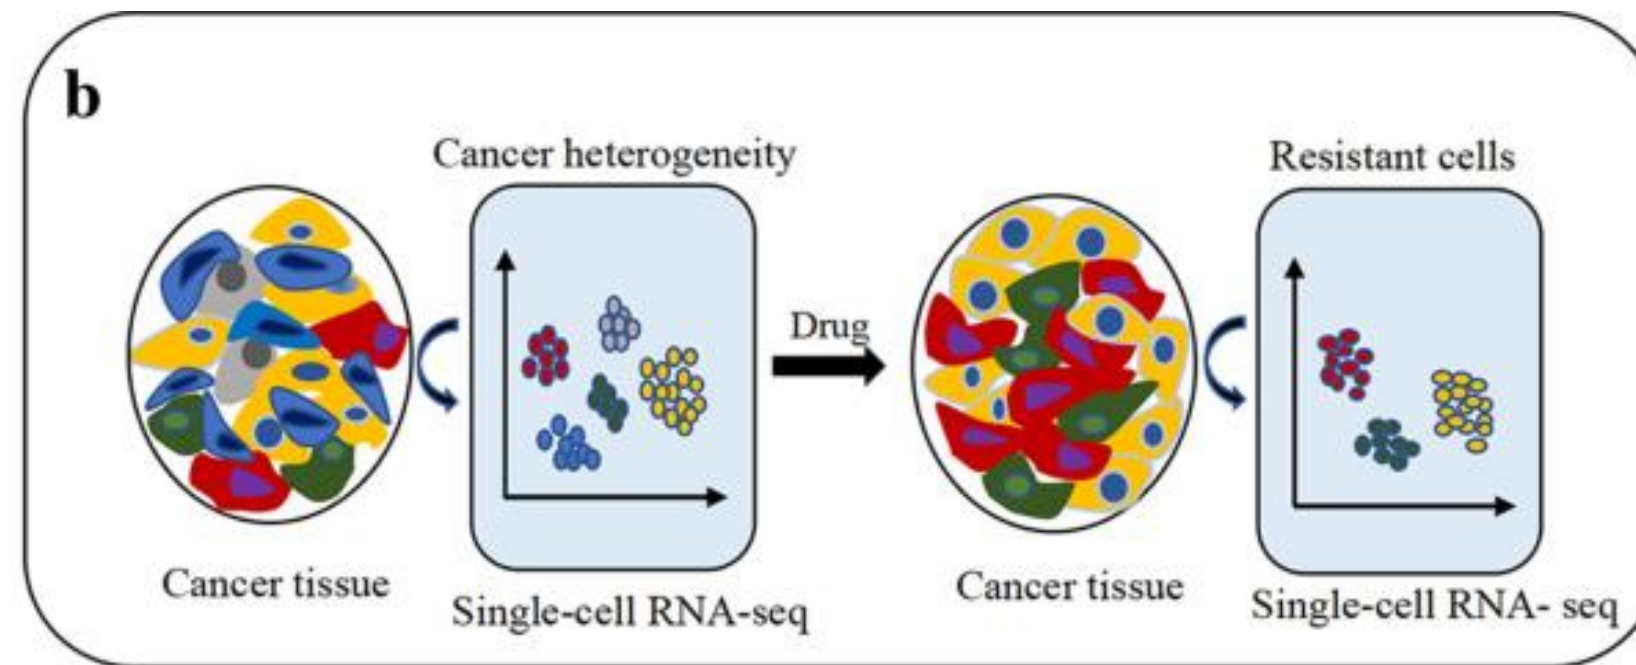 b
Cancer heterogeneity
Resistant cells
Drug
Cancer tissue
Single-cell RNA-seq
Cancer tissue
Single-cell RNA- seq